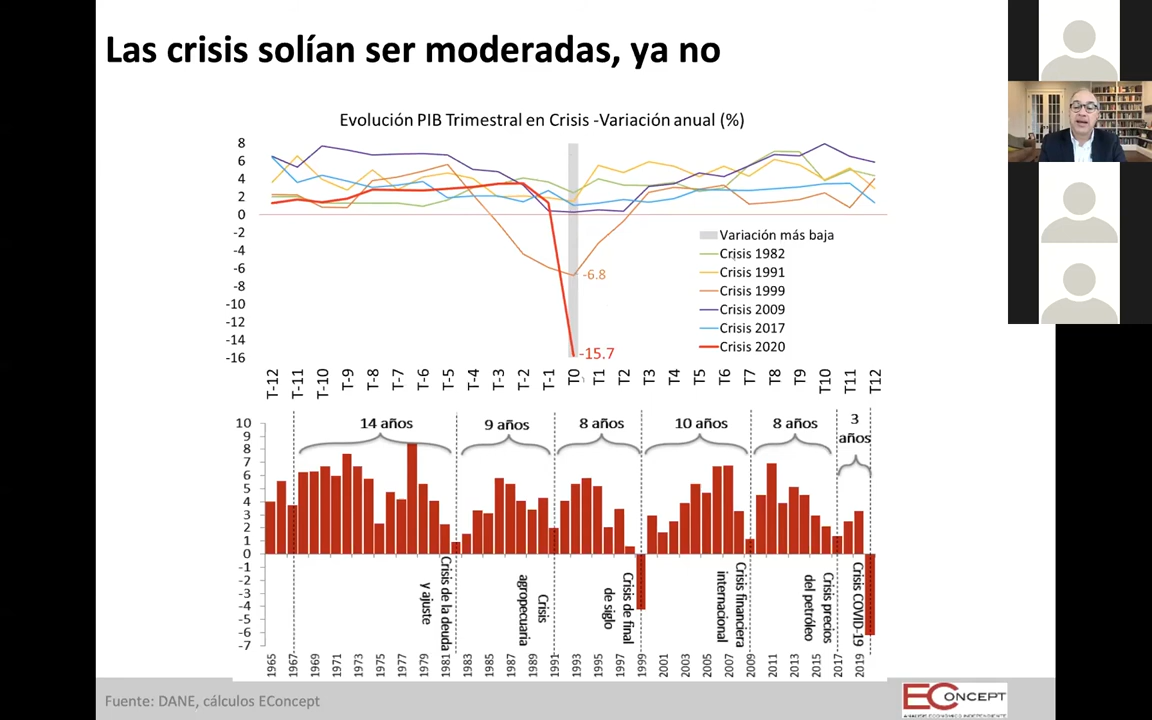 Las crisis solían ser moderadas, ya no
Evolución PIB Trimestral en Crisis -Variación anual (%)
8
6
4
2
0
-2
-4
-6
-8
-10
-12
-14
-16
-6.8
-15.7
Variación más baja
Crisis 1982
Crisis 1991
Crisis 1999
Crisis 2009
Crisis 2017
Crisis 2020
T-12 T-11 T-10 T-9 T-8 T-7 T-6 T-5 T-4 T-3 T-2 T-1 T0 T1 T2 T3 T4 T5 T6 T7 T8 T9 T10 T11 T12
14 años
9 años
8 años
10 años
8 años
3
años
10
9
8
7
6
5
4
3
2
1
0
-1
-2
-3
-4
-5
-6
-7
Crisis de la deuda
y ajuste
Crisis
agropecuaria
Crisis de final
de siglo
Crisis financiera
internacional
Crisis precios
del petróleo
Crisis COVID-19
1965 1967 1969 1971 1973 1975 1977 1979 1981 1983 1985 1987 1989 1991 1993 1995 1997 1999 2001 2003 2005 2007 2009 2011 2013 2015 2017 2019
Fuente: DANE, cálculos EConcept
ECONCEPT
ANÁLISIS ECONÓMICO INDEPENDIENTE